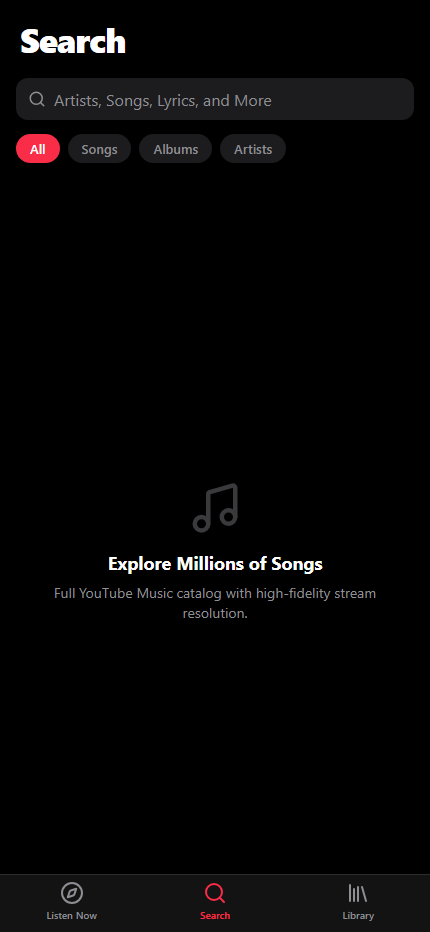 Search
Artists, Songs, Lyrics, and More
All Songs Albums Artists
Explore Millions of Songs
Full YouTube Music catalog with high-fidelity stream
resolution.
Listen Now Search Library